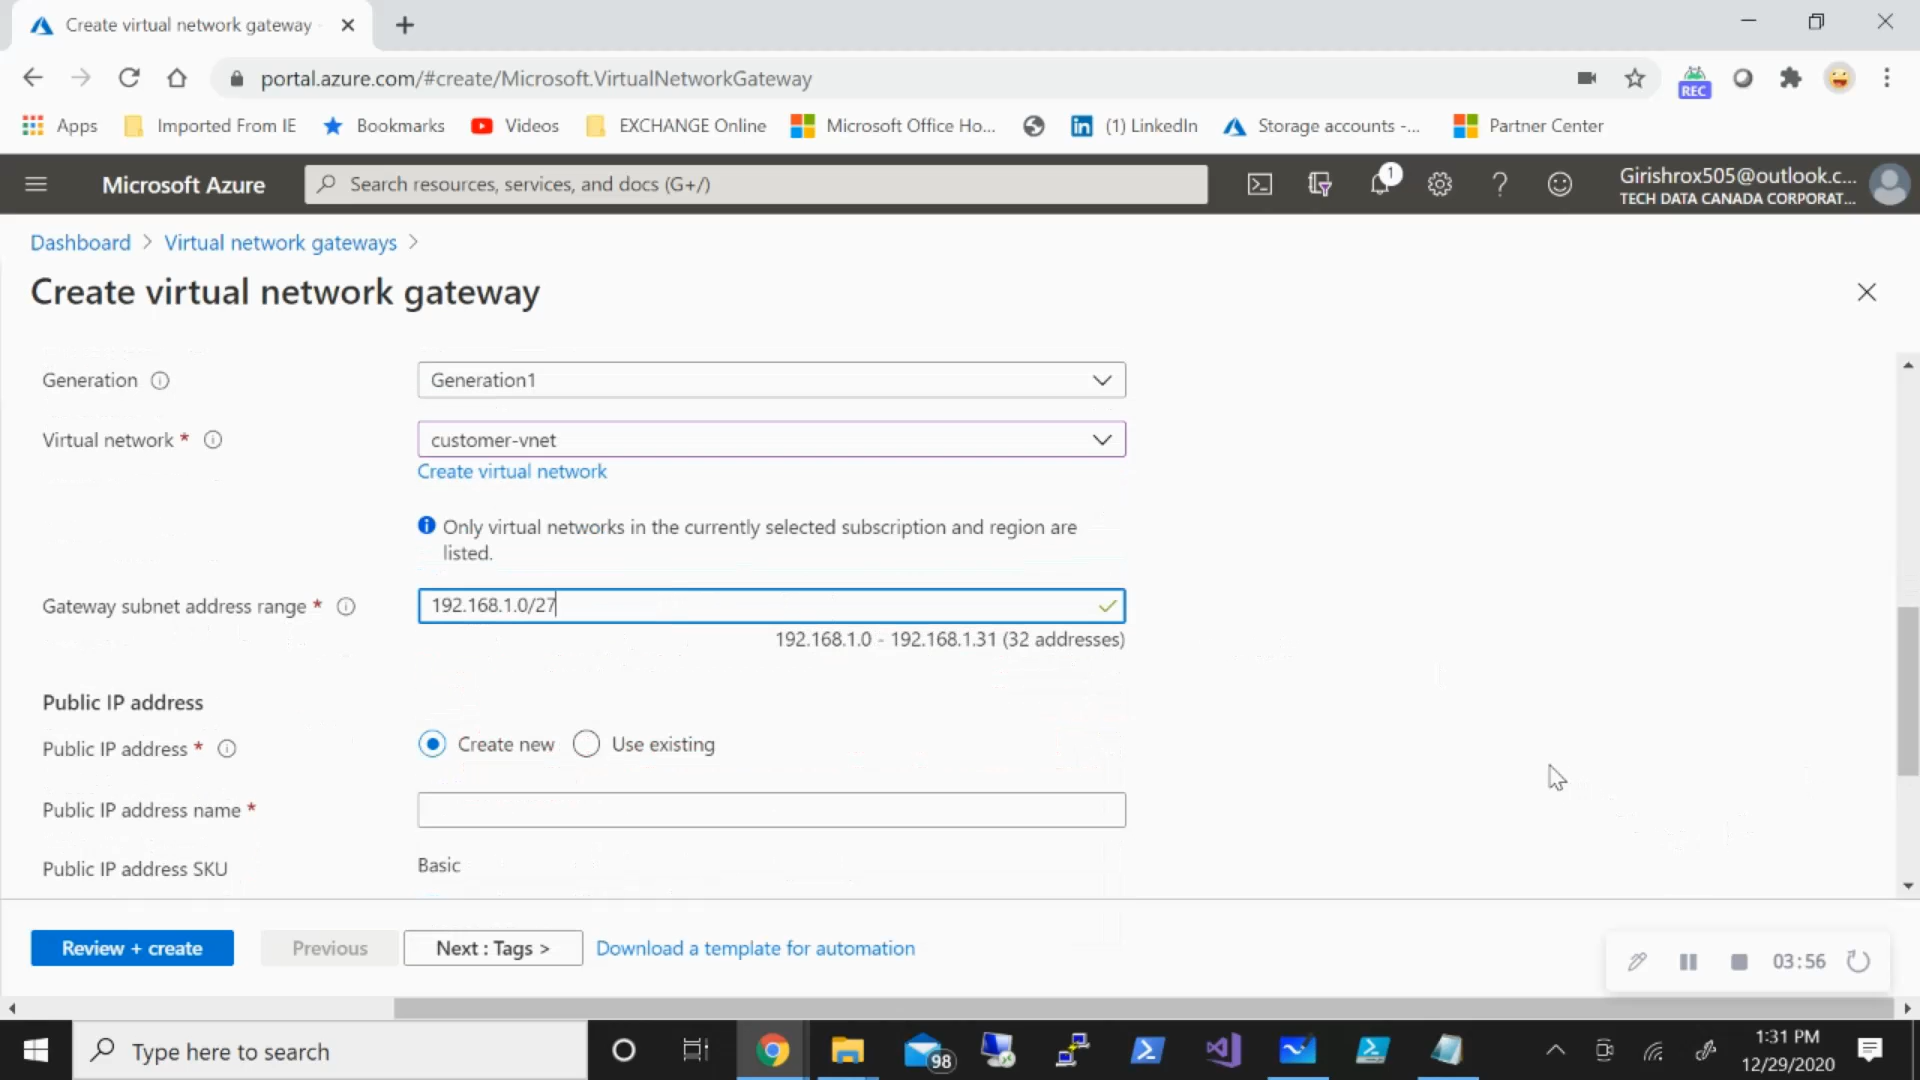 Create virtual network gateway
portal.azure.com/#create/Microsoft.VirtualNetworkGateway
REC
Apps
Imported From IE
Bookmarks
Videos
EXCHANGE Online
Microsoft Office Ho...
(1) LinkedIn
Storage accounts -...
Partner Center
Microsoft Azure
Search resources, services, and docs (G+/)
1
Girishrox505@outlook.c...
TECH DATA CANADA CORPORAT...
Dashboard > Virtual network gateways >
Create virtual network gateway
Generation
Generation1
Virtual network *
customer-vnet
Create virtual network
Only virtual networks in the currently selected subscription and region are
listed.
Gateway subnet address range *
192.168.1.0/27
192.168.1.0 - 192.168.1.31 (32 addresses)
Public IP address
Public IP address *
Create new
Use existing
Public IP address name *
Public IP address SKU
Basic
Review + create
Previous
Next : Tags >
Download a template for automation
03:56
Type here to search
98
1:31 PM
12/29/2020